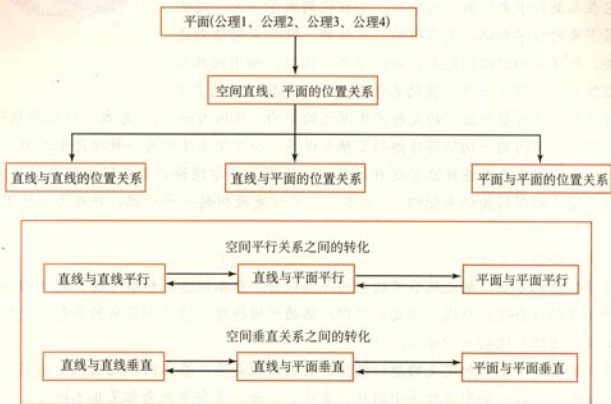 平面(公理1、公理2、公理3、公理4)
空间直线、平面的位置关系
直线与直线的位置关系 直线与平面的位置关系 平面与平面的位置关系
空间平行关系之间的转化
直线与直线平行 直线与平面平行 平面与平面平行
空间垂直关系之间的转化
直线与直线垂直 直线与平面垂直 平面与平面垂直